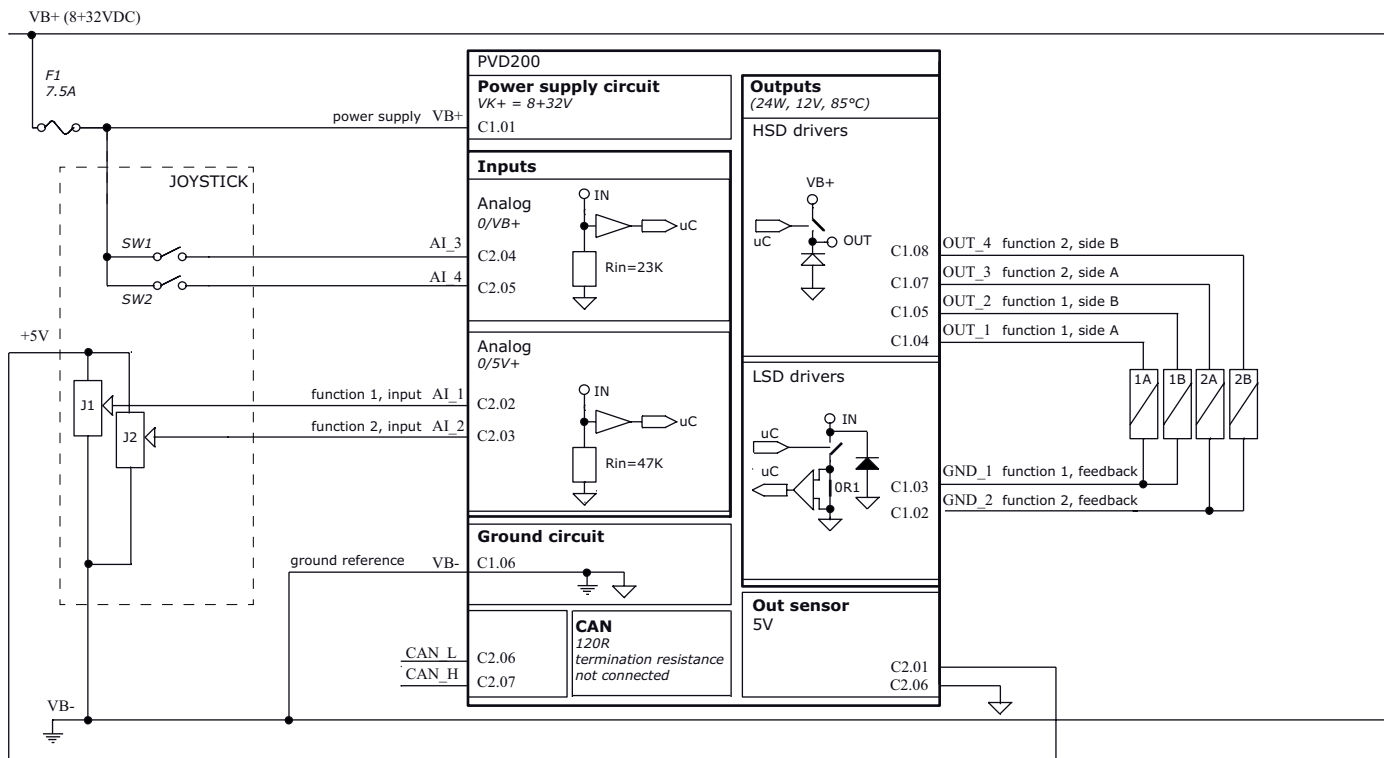 VB+ (8÷32VDC)
F1
7.5A
power supply VB+
JOYSTICK
SW1
AI_3
SW2
AI_4
+5V
J1
function 1, input AI_1
J2
function 2, input AI_2
ground reference VB-
CAN_L
CAN_H
VB-
PVD200
Power supply circuit
VK+ = 8÷32V
C1.01
Inputs
Analog
0/VB+
IN
uC
C2.04
C2.05
Rin=23K
Analog
0/5V+
IN
uC
C2.02
C2.03
Rin=47K
Ground circuit
C1.06
C2.06
C2.07
CAN
120R
termination resistance
not connected
Outputs
(24W, 12V, 85°C)
HSD drivers
VB+
uC
OUT
C1.08
C1.07
C1.05
C1.04
LSD drivers
IN
uC
uC
0R1
C1.03
C1.02
Out sensor
5V
C2.01
C2.06
OUT_4 function 2, side B
OUT_3 function 2, side A
OUT_2 function 1, side B
OUT_1 function 1, side A
1A 1B 2A 2B
GND_1 function 1, feedback
GND_2 function 2, feedback